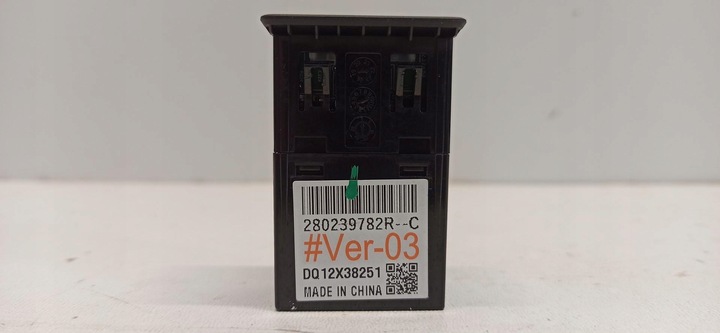 280239782R--C
#Ver-03
DQ12X38251
MADE IN CHINA